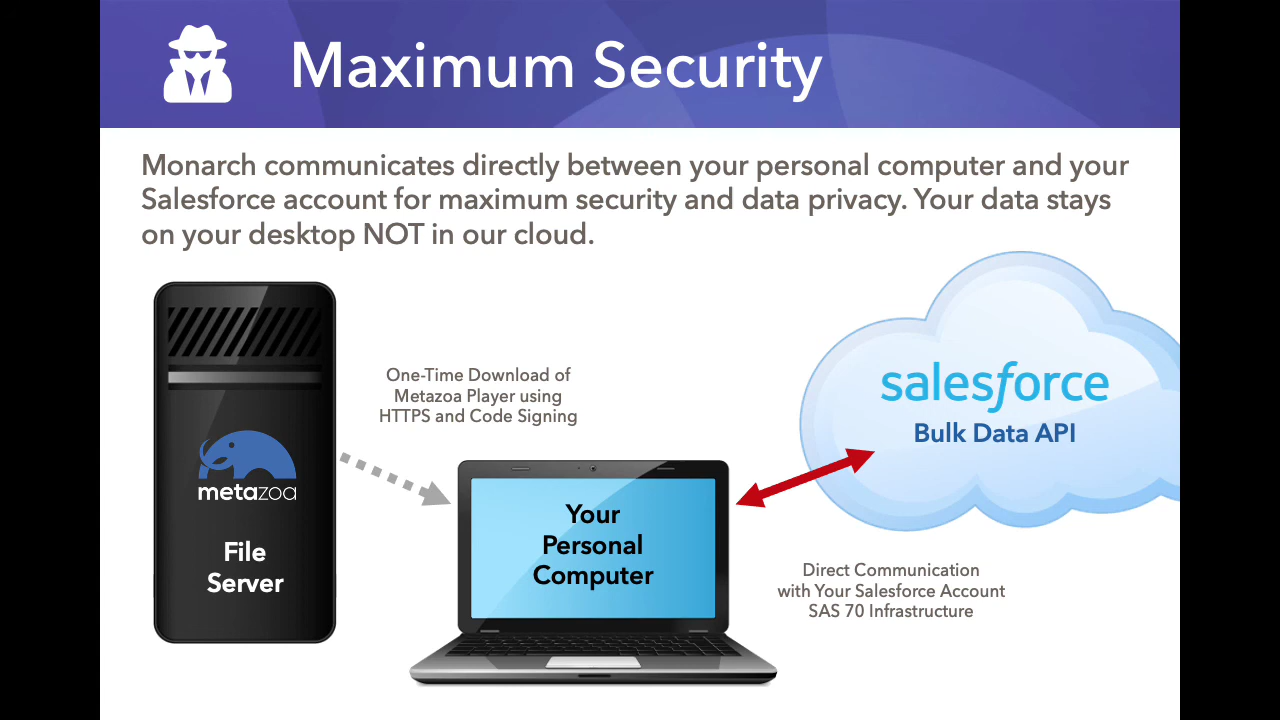 Maximum Security
Monarch communicates directly between your personal computer and your
Salesforce account for maximum security and data privacy. Your data stays
on your desktop NOT in our cloud.
One-Time Download of
Metazoa Player using
HTTPS and Code Signing
salesforce
Bulk Data API
metazoa
File
Server
Your
Personal
Computer
Direct Communication
with Your Salesforce Account
SAS 70 Infrastructure